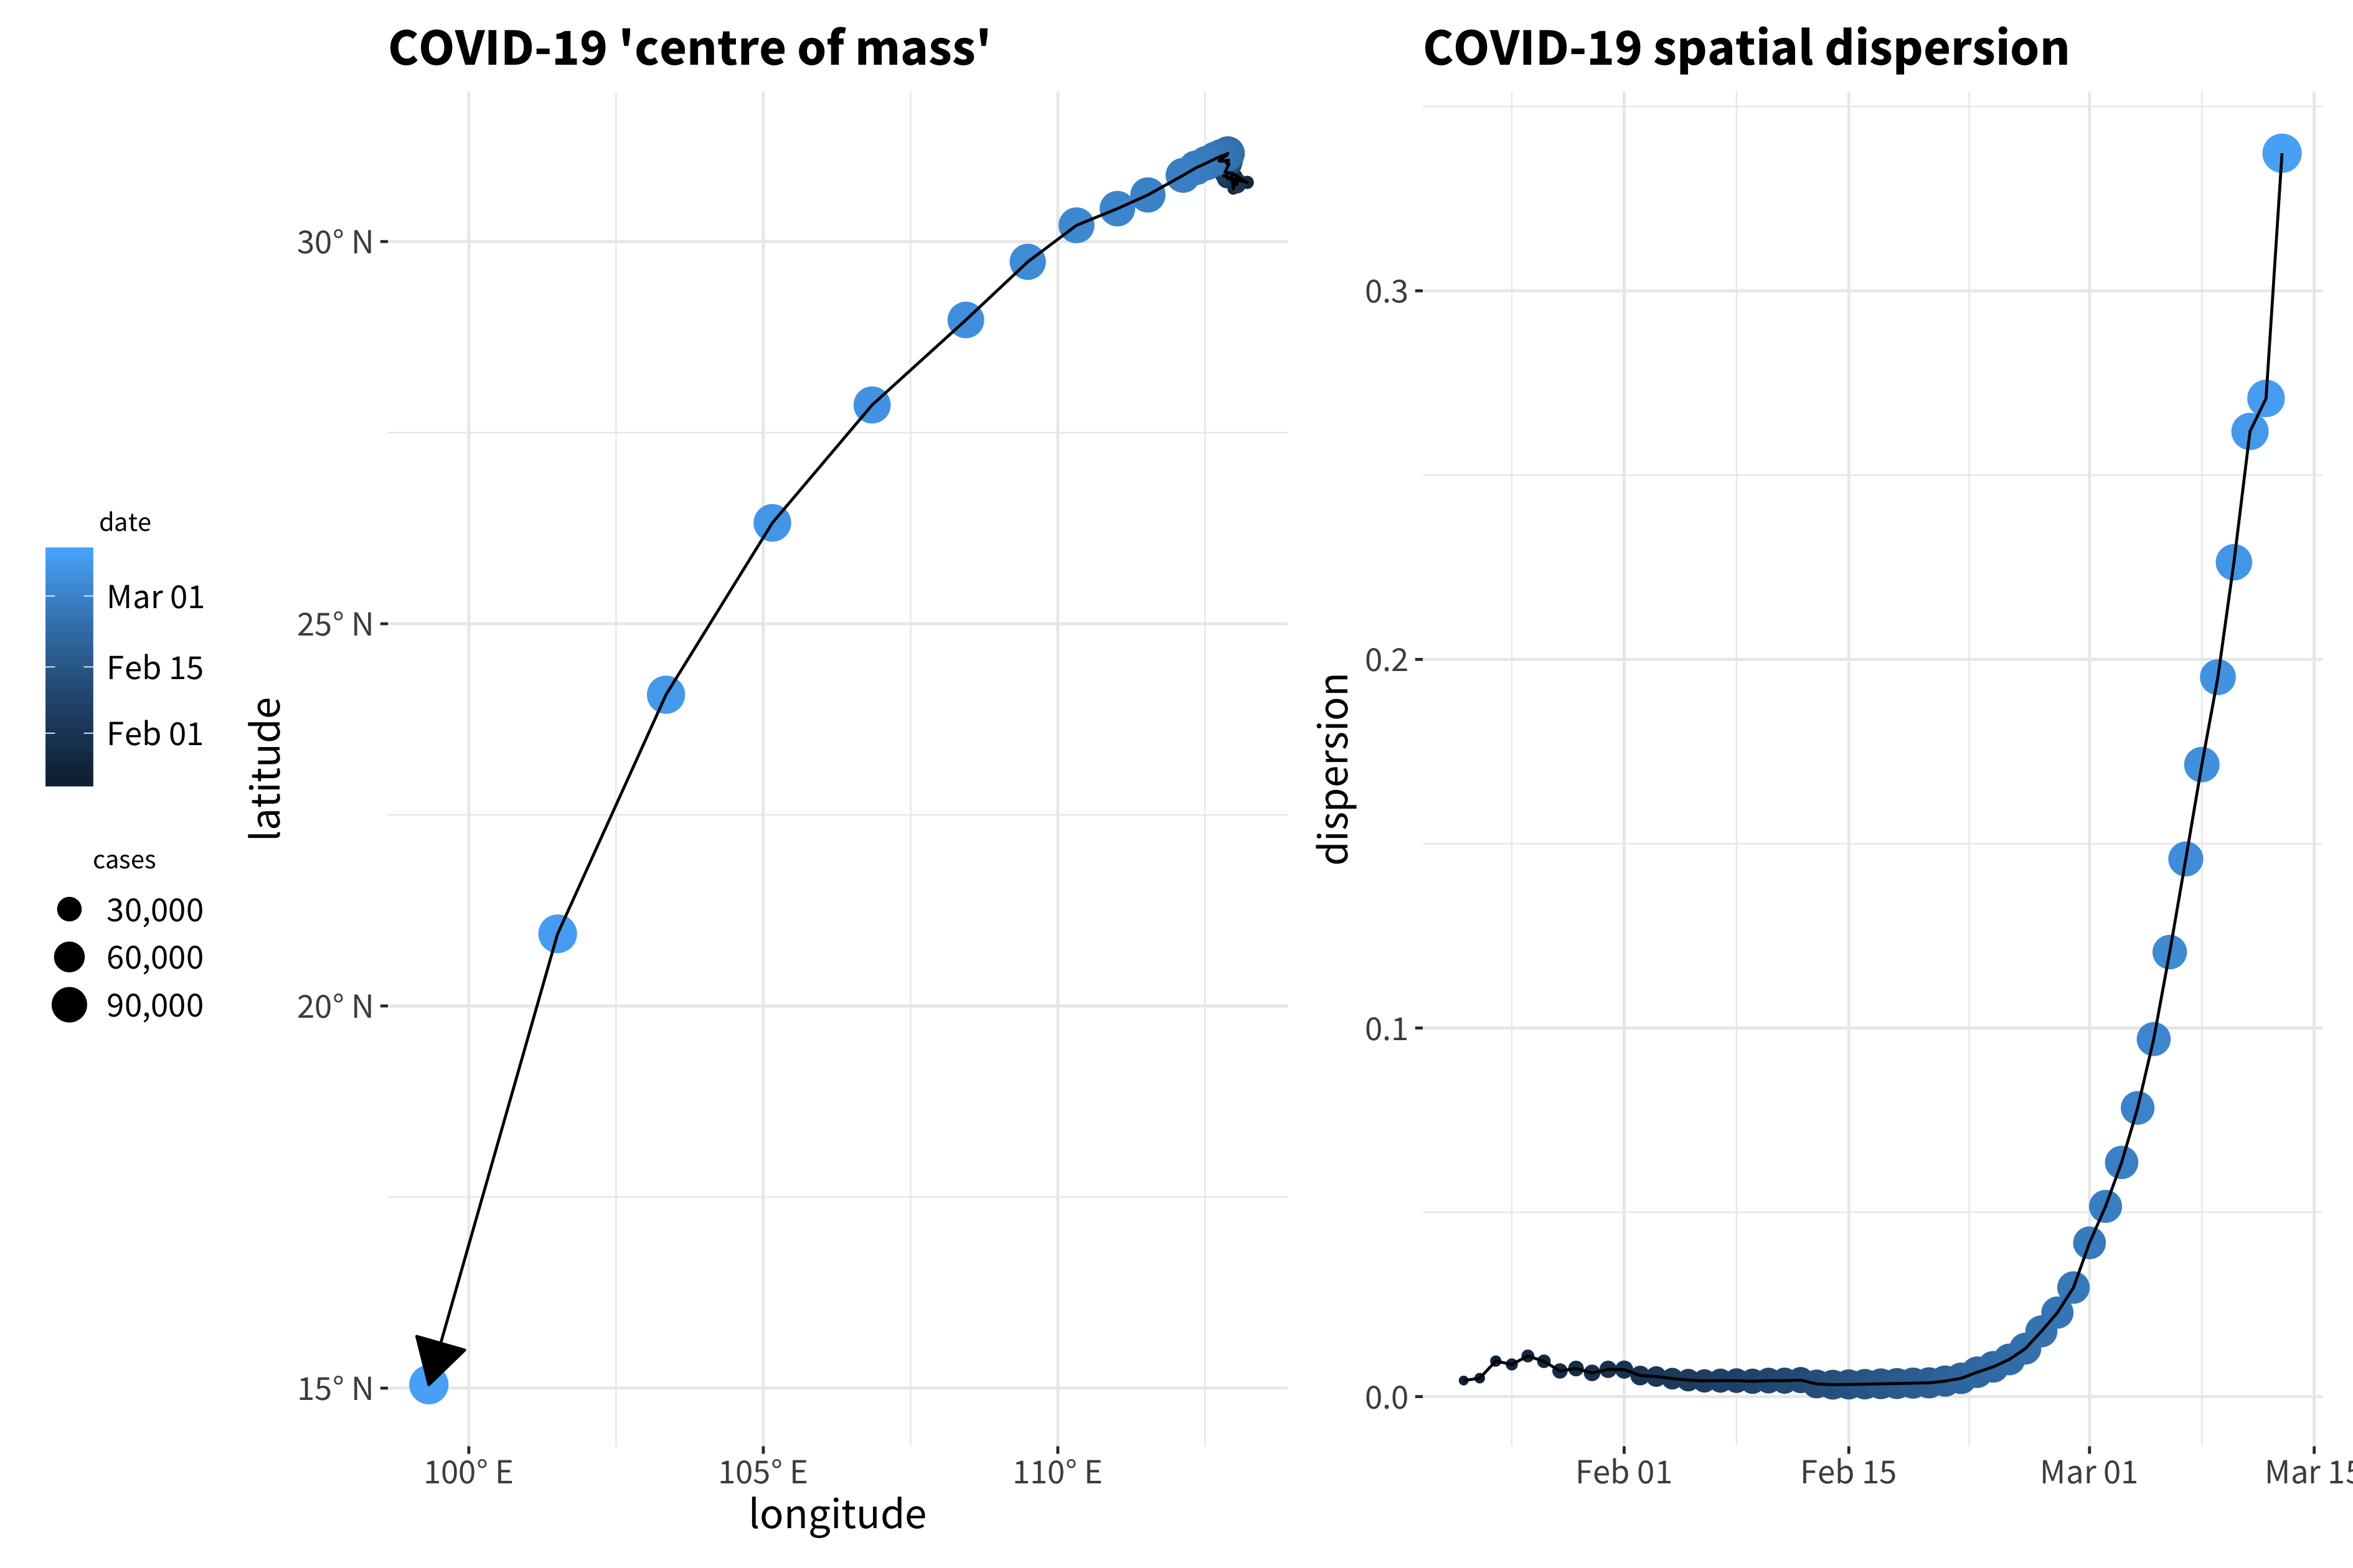 COVID-19 'centre of mass'
COVID-19 spatial dispersion
date
Mar 01
Feb 15
Feb 01
cases
30,000
60,000
90,000
latitude
30° N
25° N
20° N
15° N
100° E
105° E
110° E
longitude
dispersion
0.3
0.2
0.1
0.0
Feb 01
Feb 15
Mar 01
Mar 15